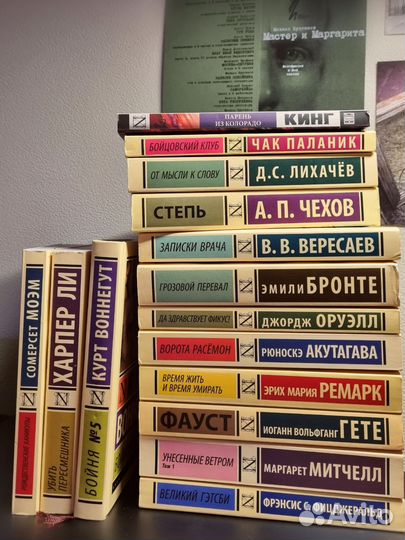 Мастер и Маргарита
ПАРЕНЬ
ИЗ КОЛОРАДО
КИНГ
БОЙЦОВСКИЙ КЛУБ
ЧАК ПАЛАНИК
ОТ МЫСЛИ К СЛОВУ
Д.С. ЛИХАЧЁВ
СТЕПЬ
А. П. ЧЕХОВ
ЗАПИСКИ ВРАЧА
В. В. ВЕРЕСАЕВ
ГРОЗОВОЙ ПЕРЕВАЛ
ЭМИЛИ БРОНТЕ
ДА ЗДРАВСТВУЕТ ФИКУС!
ДЖОРДЖ ОРУЭЛЛ
ВОРОТА РАСЁМОН
РЮНОСКЭ АКУТАГАВА
ВРЕМЯ ЖИТЬ
И ВРЕМЯ УМИРАТЬ
ЭРИХ МАРИЯ РЕМАРК
ФАУСТ
ИОГАНН ВОЛЬФГАНГ ГЕТЕ
УНЕСЕННЫЕ ВЕТРОМ
Том 1
МАРГАРЕТ МИТЧЕЛЛ
ВЕЛИКИЙ ГЭТСБИ
ФРЭНСИС С. ФИЦДЖЕРАЛЬД
СОМЕРСЕТ МОЭМ
РОЖДЕСТВЕНСКИЕ КАНИКУЛЫ
ХАРПЕР ЛИ
УБИТЬ
ПЕРЕСМЕШНИКА
КУРТ ВОННЕГУТ
БОЙНЯ №5
Avito